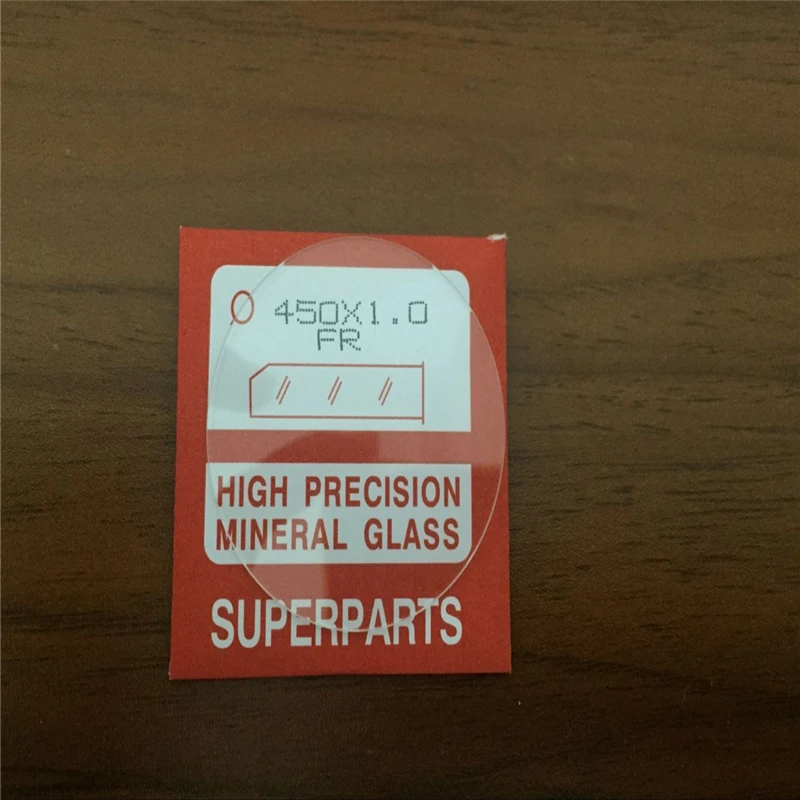 Ø 450X1.0
FR
HIGH PRECISION
MINERAL GLASS
SUPERPARTS